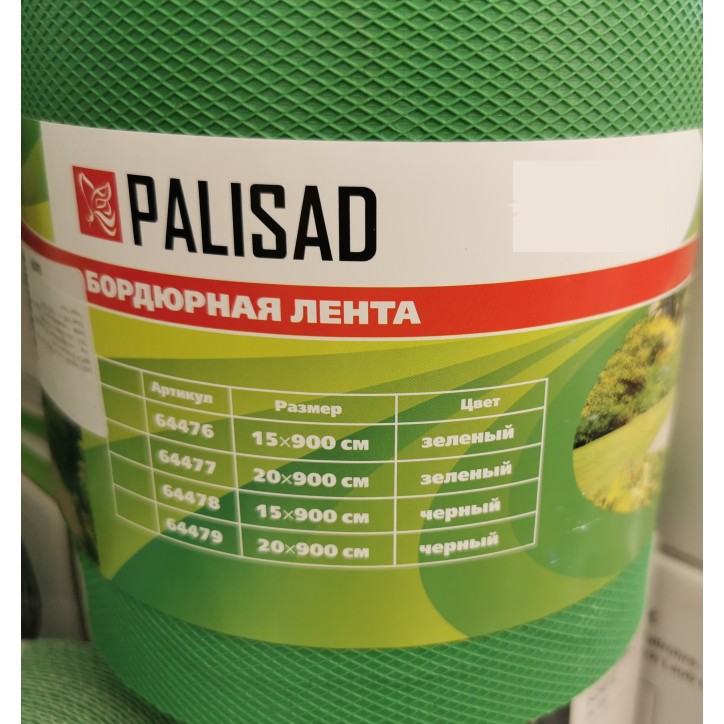 PALISAD
БОРДЮРНАЯ ЛЕНТА
Артикул Размер Цвет
64476 15×900 см зеленый
64477 20×900 см зеленый
64478 15×900 см черный
64479 20×900 см черный